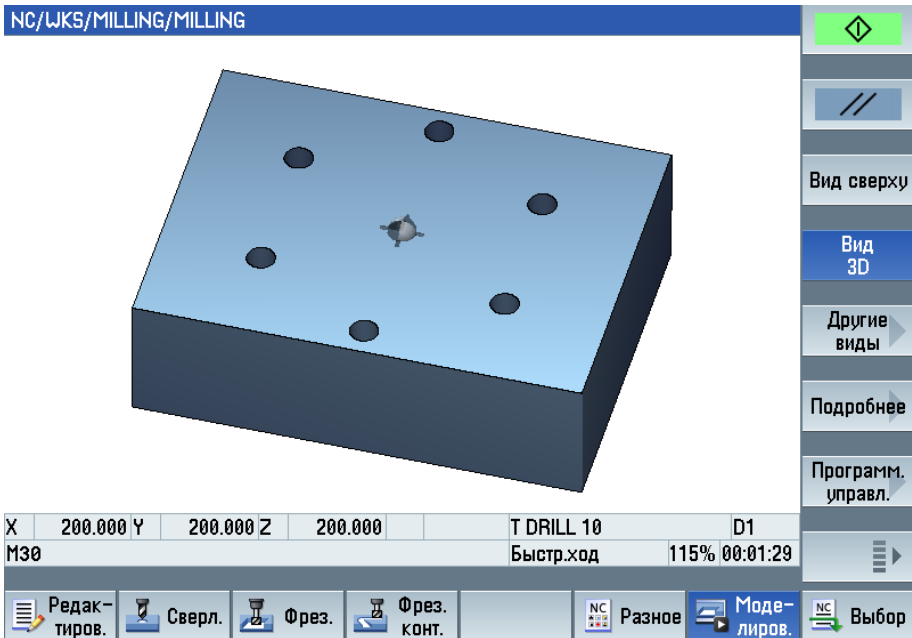 NC/WKS/MILLING/MILLING
Вид сверху
Вид
3D
Другие
виды
Подробнее
Программ.
управл.
X 200.000 Y 200.000 Z 200.000 T DRILL 10 D1
M30 Быстр.ход 115% 00:01:29
Редак-
тиров.
Сверл.
Фрез.
Фрез.
конт.
NC
Разное
Моде-
лиров.
NC
Выбор